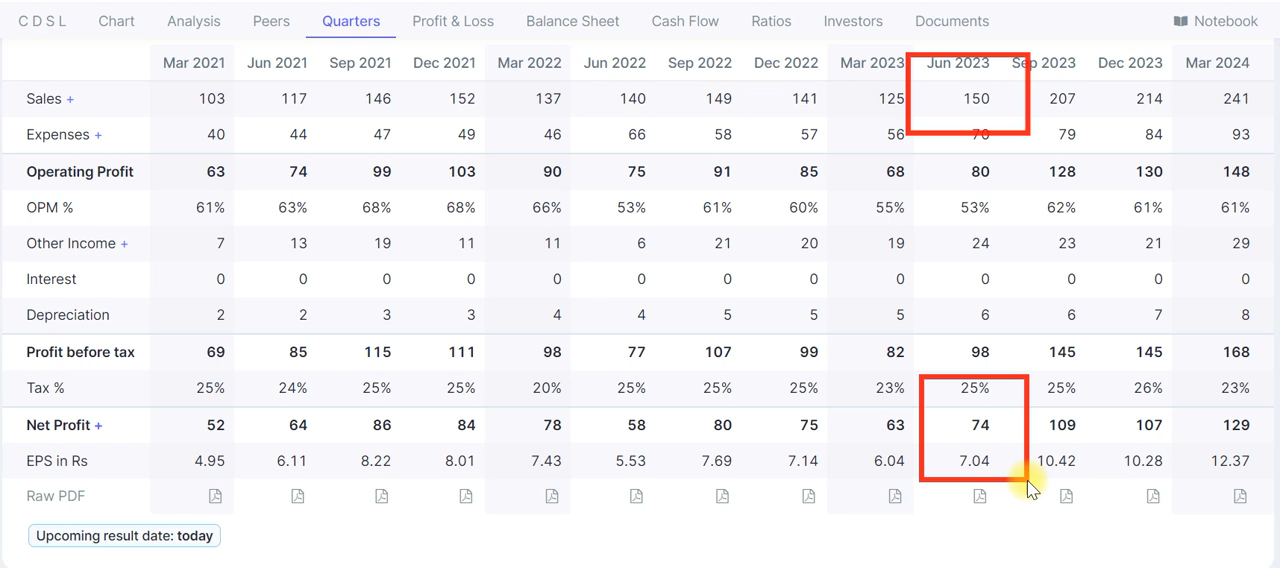 C D S L Chart Analysis Peers Quarters Profit & Loss Balance Sheet Cash Flow Ratios Investors Documents Notebook
Mar 2021 Jun 2021 Sep 2021 Dec 2021 Mar 2022 Jun 2022 Sep 2022 Dec 2022 Mar 2023 Jun 2023 Sep 2023 Dec 2023 Mar 2024
Sales + 103 117 146 152 137 140 149 141 125 150 207 214 241
Expenses + 40 44 47 49 46 66 58 57 56 70 79 84 93
Operating Profit 63 74 99 103 90 75 91 85 68 80 128 130 148
OPM % 61% 63% 68% 68% 66% 53% 61% 60% 55% 53% 62% 61% 61%
Other Income + 7 13 19 11 11 6 21 20 19 24 23 21 29
Interest 0 0 0 0 0 0 0 0 0 0 0 0 0
Depreciation 2 2 3 3 4 4 5 5 5 6 6 7 8
Profit before tax 69 85 115 111 98 77 107 99 82 98 145 145 168
Tax % 25% 24% 25% 25% 20% 25% 25% 25% 23% 25% 25% 26% 23%
Net Profit + 52 64 86 84 78 58 80 75 63 74 109 107 129
EPS in Rs 4.95 6.11 8.22 8.01 7.43 5.53 7.69 7.14 6.04 7.04 10.42 10.28 12.37
Raw PDF
Upcoming result date: today